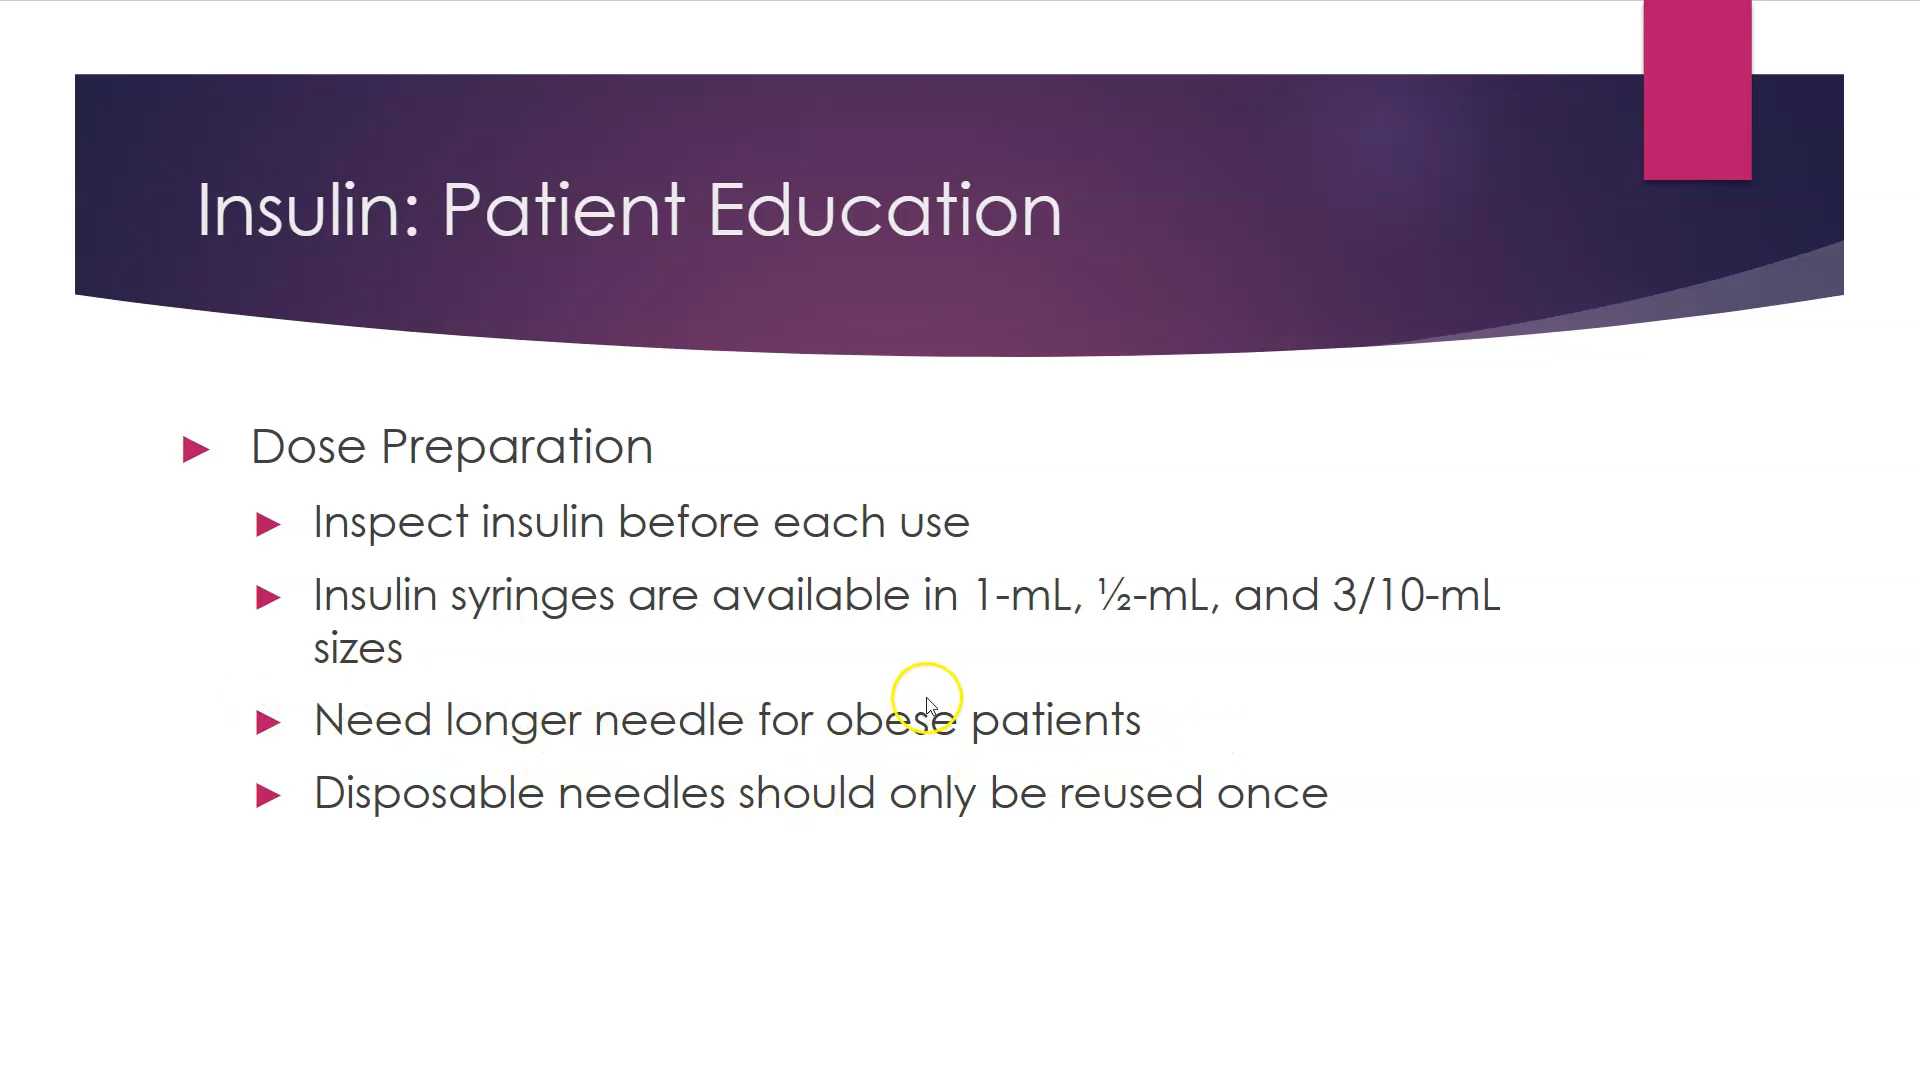 Insulin: Patient Education
Dose Preparation
Inspect insulin before each use
Insulin syringes are available in 1-mL, ½-mL, and 3/10-mL
sizes
Need longer needle for obese patients
Disposable needles should only be reused once